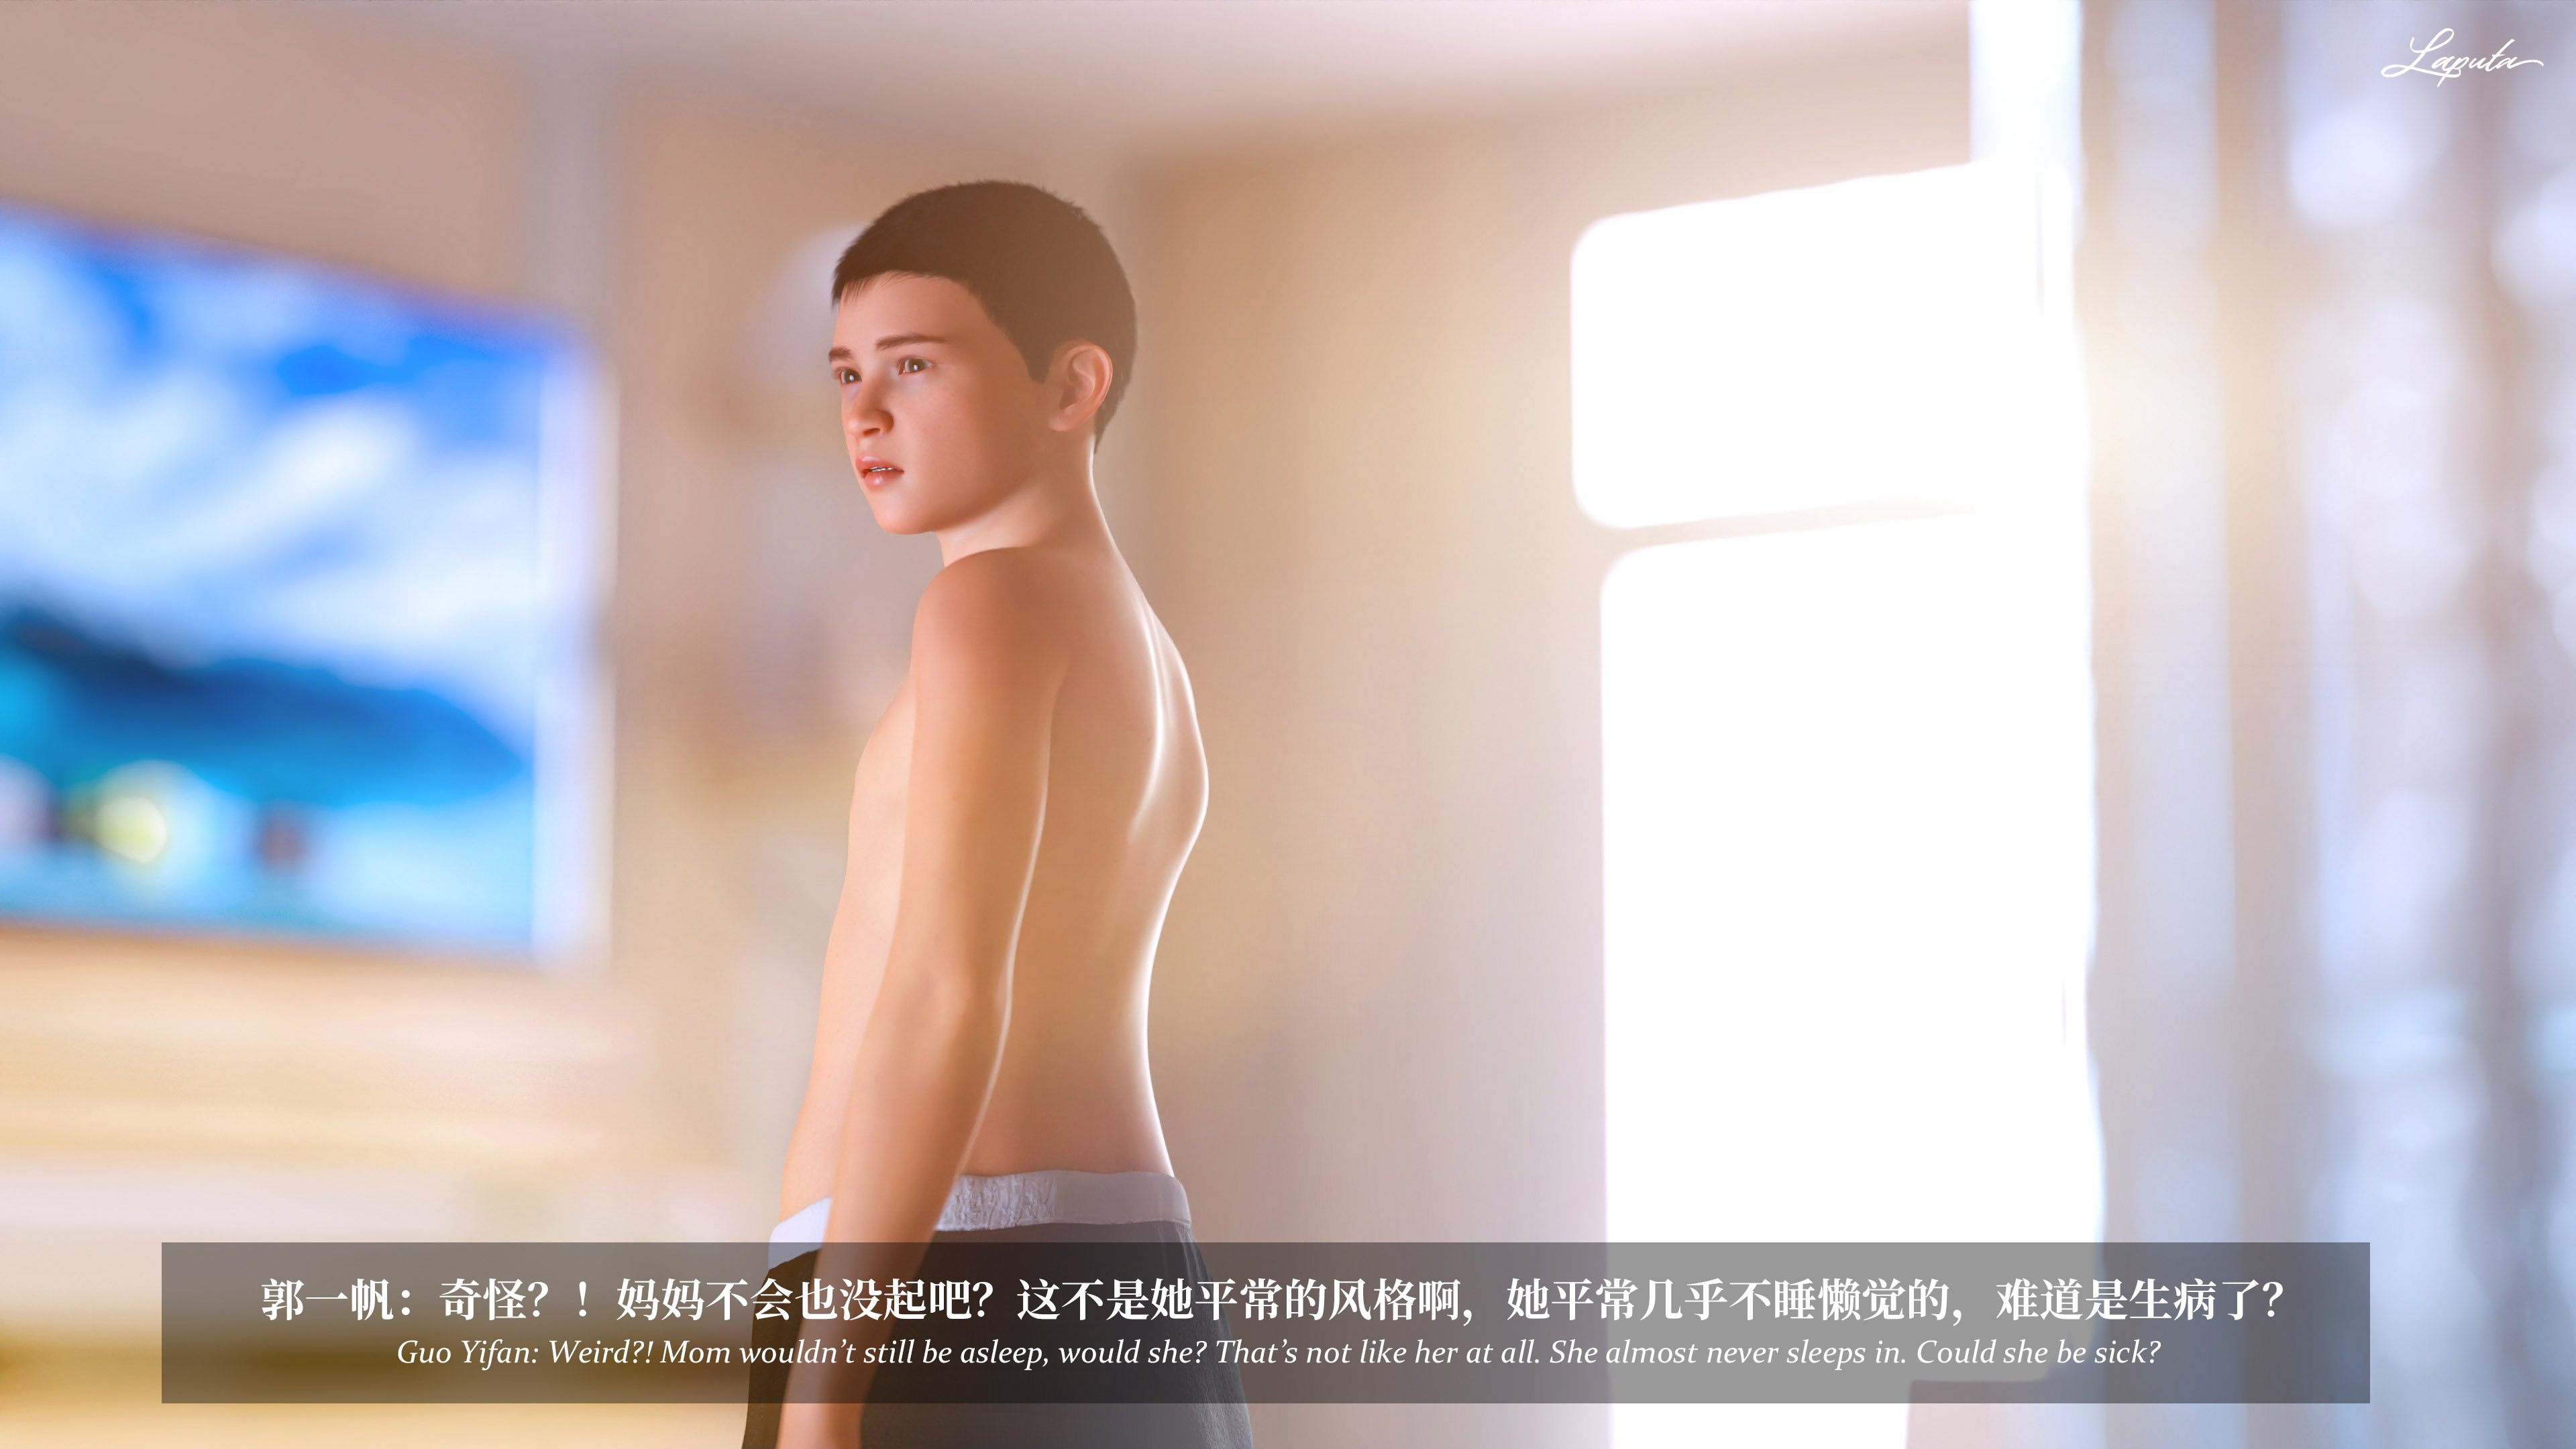 Laputa
郭一帆：奇怪？！妈妈不会也没起吧？这不是她平常的风格啊，她平常几乎不睡懒觉的，难道是生病了？
Guo Yifan: Weird?! Mom wouldn’t still be asleep, would she? That’s not like her at all. She almost never sleeps in. Could she be sick?